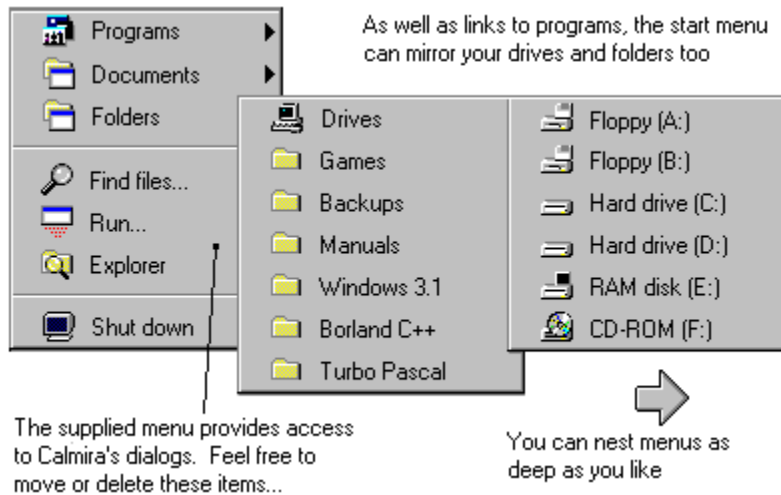 As well as links to programs, the start menu
can mirror your drives and folders too
Programs
Documents
Folders
Find files...
Run...
Explorer
Shut down
Drives
Games
Backups
Manuals
Windows 3.1
Borland C++
Turbo Pascal
Floppy (A:)
Floppy (B:)
Hard drive (C:)
Hard drive (D:)
RAM disk (E:)
CD-ROM (F:)
The supplied menu provides access
to Calmira's dialogs.  Feel free to
move or delete these items...
You can nest menus as
deep as you like